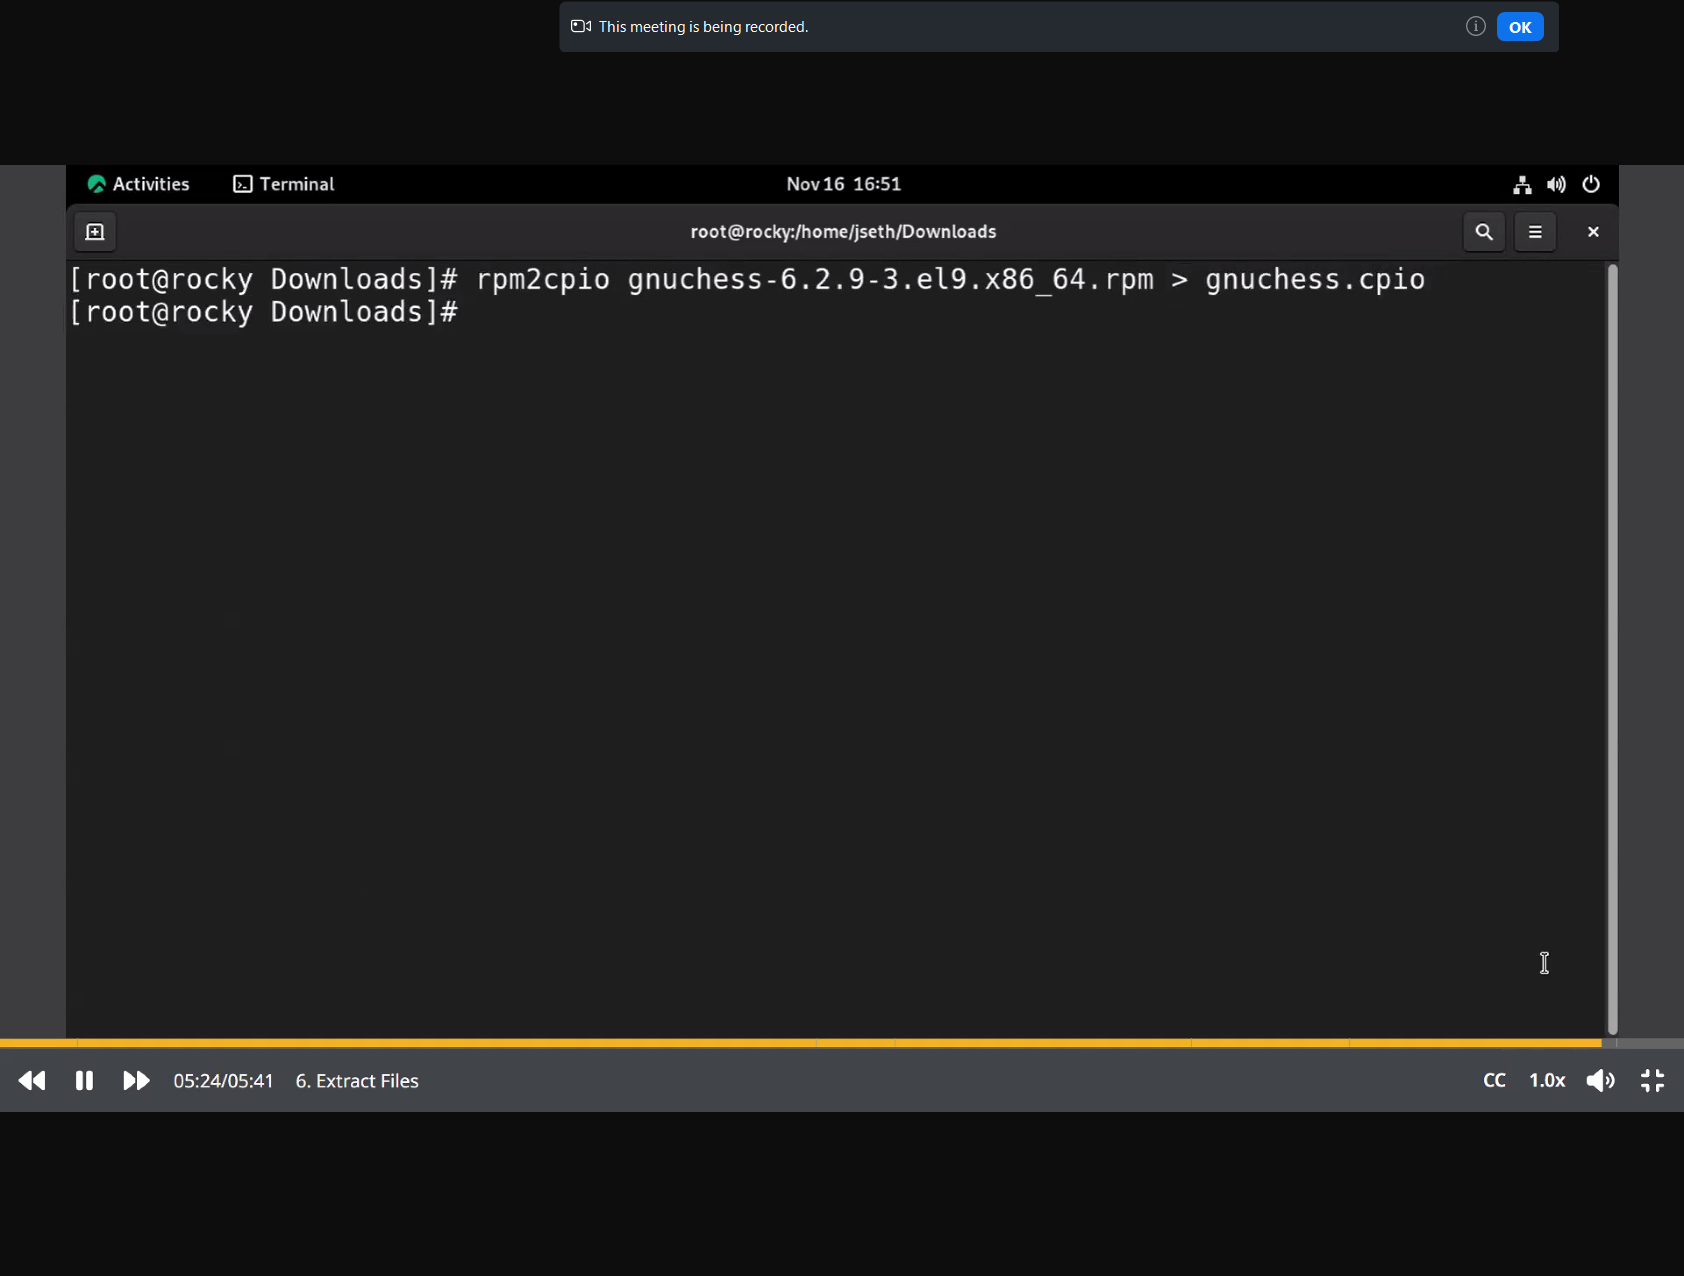 This meeting is being recorded.
OK
Activities
Terminal
Nov 16 16:51
root@rocky:/home/jseth/Downloads
[root@rocky Downloads]# rpm2cpio gnuchess-6.2.9-3.el9.x86_64.rpm > gnuchess.cpio
[root@rocky Downloads]#
05:24/05:41 6. Extract Files
CC 1.0x